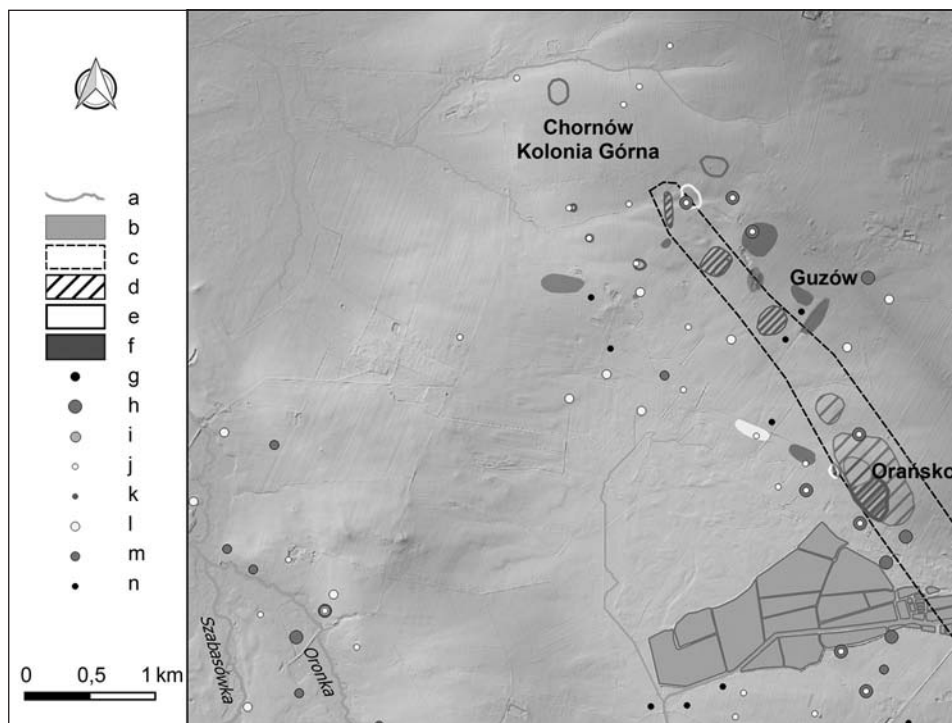 a
b
c
d
e
f
g
h
i
j
k
l
m
n
0 0,5 1 km
Chornów
Kolonia Górna
Guzów
Orańsko
Szabasówka
Oronka